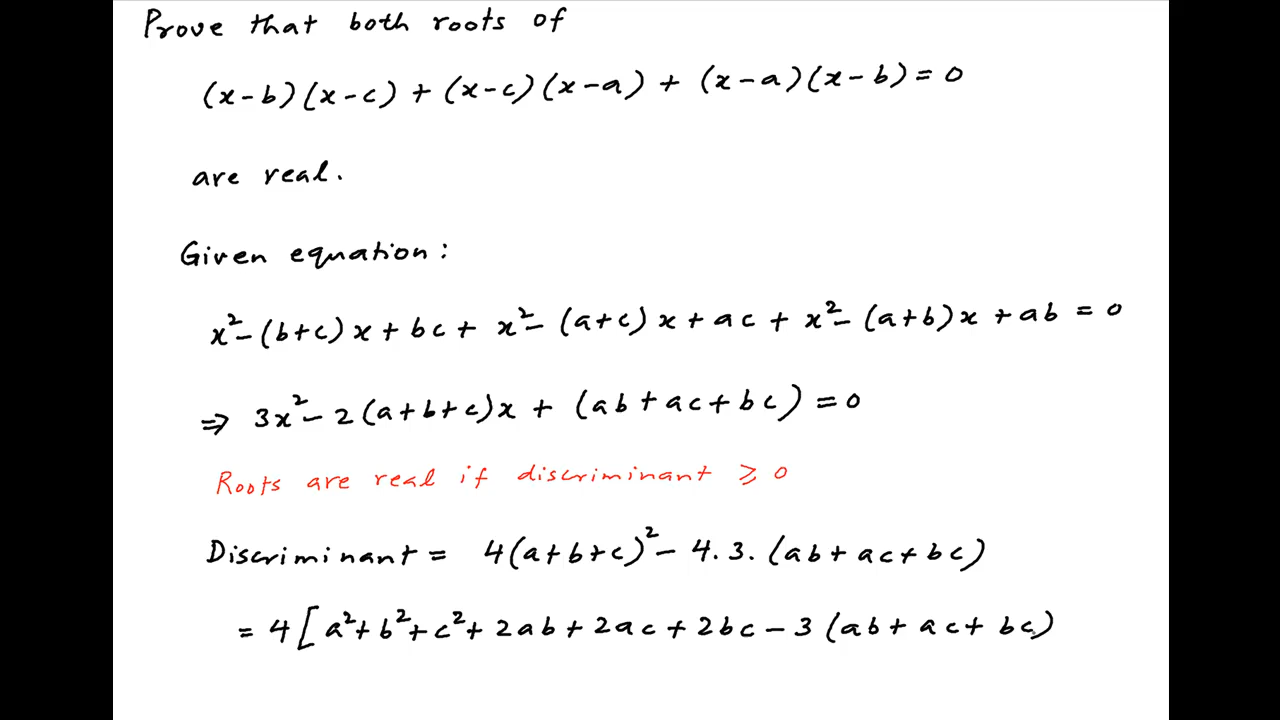 Prove that both roots of
(x-b)(x-c) + (x-c)(x-a) + (x-a)(x-b) = 0
are real.
Given equation:
x² - (b+c)x + bc + x² - (a+c)x + ac + x² - (a+b)x + ab = 0
⇒ 3x² - 2(a+b+c)x + (ab + ac + bc) = 0
Roots are real if discriminant ≥ 0
Discriminant = 4(a+b+c)² - 4.3.(ab + ac + bc)
= 4[a² + b² + c² + 2ab + 2ac + 2bc - 3(ab + ac + bc)